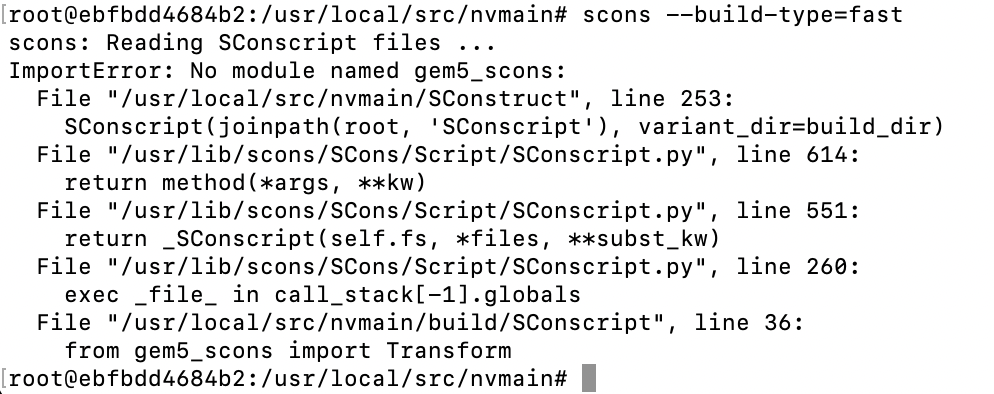 [root@ebfbdd4684b2:/usr/local/src/nvmain# scons --build-type=fast
scons: Reading SConscript files ...
ImportError: No module named gem5_scons:
  File "/usr/local/src/nvmain/SConstruct", line 253:
    SConscript(joinpath(root, 'SConscript'), variant_dir=build_dir)
  File "/usr/lib/scons/SCons/Script/SConscript.py", line 614:
    return method(*args, **kw)
  File "/usr/lib/scons/SCons/Script/SConscript.py", line 551:
    return _SConscript(self.fs, *files, **subst_kw)
  File "/usr/lib/scons/SCons/Script/SConscript.py", line 260:
    exec _file_ in call_stack[-1].globals
  File "/usr/local/src/nvmain/build/SConscript", line 36:
    from gem5_scons import Transform
[root@ebfbdd4684b2:/usr/local/src/nvmain#